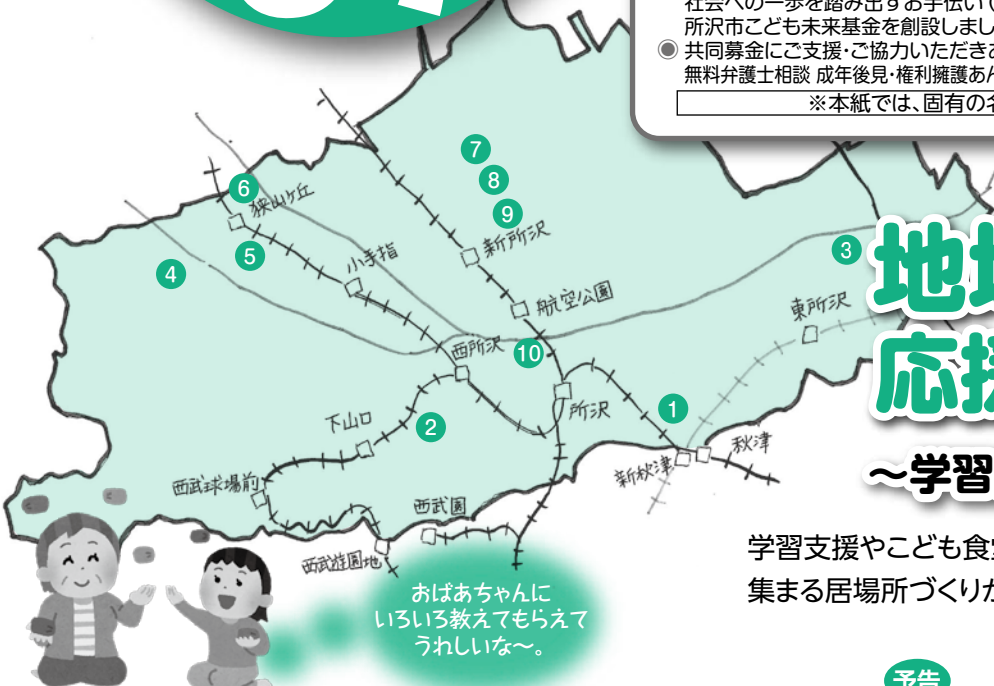 社会への一歩を踏み出すお手伝い
所沢市こども未来基金を創設しまし
◉ 共同募金にご支援・ご協力いただき
無料弁護士相談 成年後見・権利擁護あん
※本紙では、固有の名
7
8
9
6
狭山ヶ丘
5
4
小手指
新所沢
3
航空公園
東所沢
西所沢
10
所沢
1
2
下山口
新秋津
秋津
西武球場前
西武園
西武遊園地
地
応援
～学習
学習支援やこども食堂
集まる居場所づくりが
おばあちゃんに
いろいろ教えてもらえて
うれしいな～。
予告